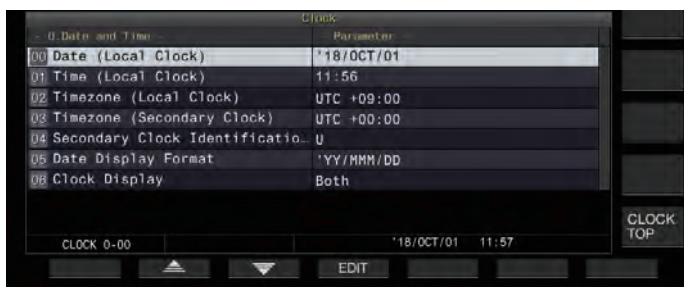 Clock
- 0.Date and Time - Parameter
00 Date (Local Clock) '18/OCT/01
01 Time (Local Clock) 11:56
02 Timezone (Local Clock) UTC +09:00
03 Timezone (Secondary Clock) UTC +00:00
04 Secondary Clock Identificatio… U
05 Date Display Format 'YY/MMM/DD
06 Clock Display Both
CLOCK TOP
CLOCK 0-00 '18/OCT/01 11:57
EDIT